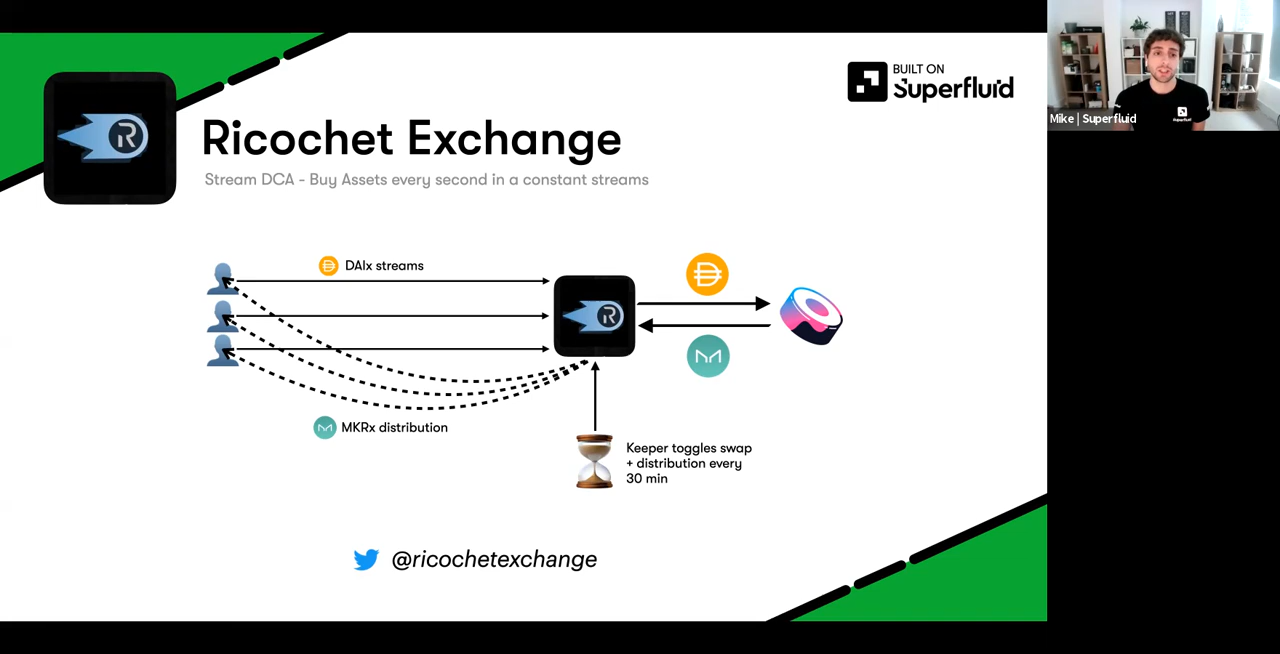 BUILT ON
Superfluid
Ricochet Exchange
Stream DCA - Buy Assets every second in a constant streams
DAIx streams
MKRx distribution
Keeper toggles swap
+ distribution every
30 min
@ricochetexchange
Mike | Superfluid
Superfluid
R
R